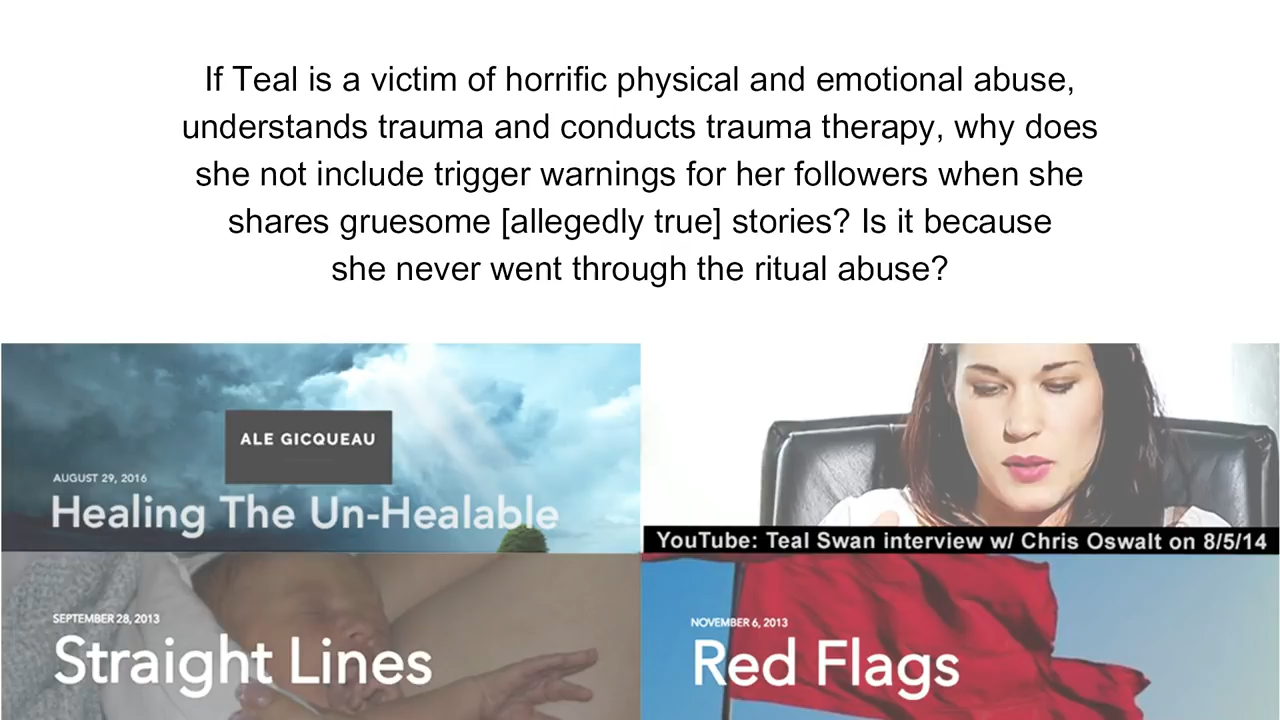 If Teal is a victim of horrific physical and emotional abuse,
understands trauma and conducts trauma therapy, why does
she not include trigger warnings for her followers when she
shares gruesome [allegedly true] stories? Is it because
she never went through the ritual abuse?
ALE GICQUEAU
AUGUST 29, 2016
Healing The Un-Healable
YouTube: Teal Swan interview w/ Chris Oswalt on 8/5/14
SEPTEMBER 28, 2013
Straight Lines
NOVEMBER 6, 2013
Red Flags